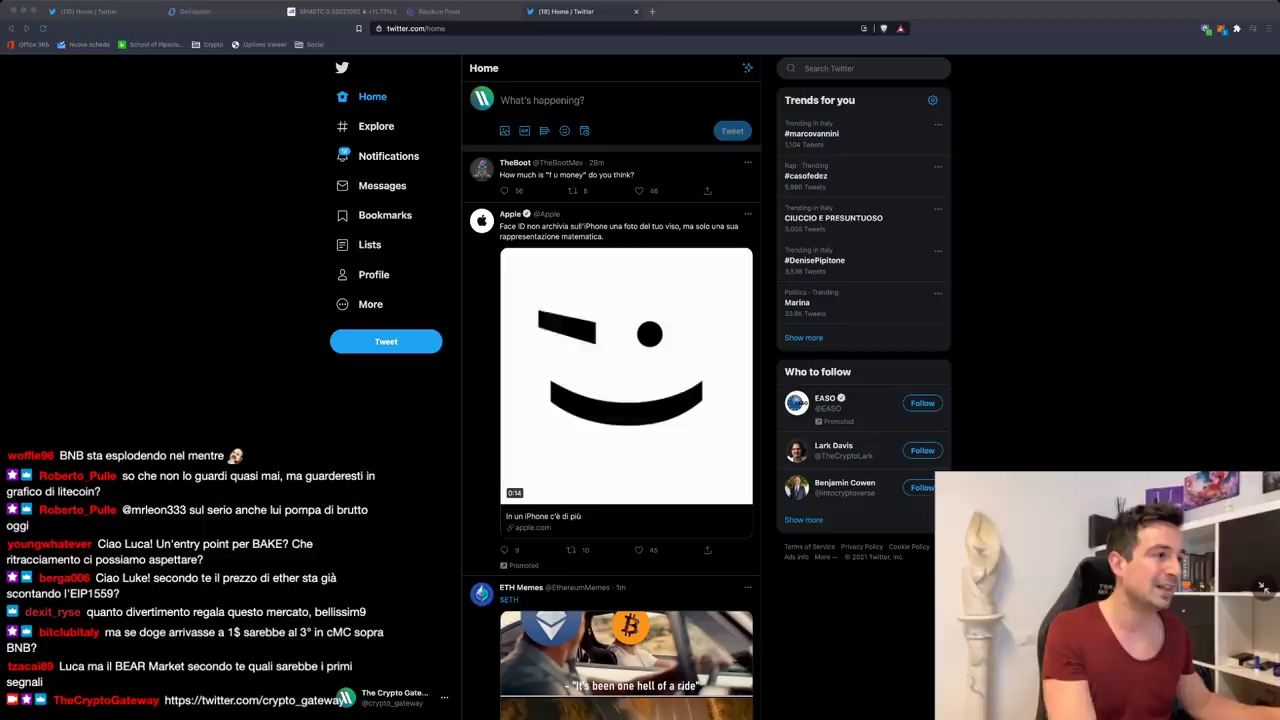 (110) Home / Twitter
Gelistation
SRMBTC 0.00021092 ▲ +11.73% L
Raydium Pools
(18) Home / Twitter
twitter.com/home
Office 365
Nuova scheda
School of Pipsolo...
Crypto
Options Viewer
Social
Home
Explore
Notifications
Messages
Bookmarks
Lists
Profile
More
Tweet
Home
What's happening?
Tweet
TheBoot @TheBootMex · 28m
How much is "f u money" do you think?
56 8 46
Apple @Apple
Face ID non archivia sull'iPhone una foto del tuo viso, ma solo una sua
rappresentazione matematica.
0:14
In un iPhone c'è di più
apple.com
9 10 46
Promoted
ETH Memes @EthereumMemes · 1m
$ETH
- "It's been one hell of a ride"
Search Twitter
Trends for you
Trending in Italy
#marcovannini
1,104 Tweets
Rap · Trending
#casofedez
5,988 Tweets
Trending in Italy
CIUCCIO E PRESUNTUOSO
3,055 Tweets
Trending in Italy
#DenisePipitone
3,538 Tweets
Politics · Trending
Marina
33.8K Tweets
Show more
Who to follow
EASO
@EASO
Follow
Promoted
Lark Davis
@TheCryptoLark
Follow
Benjamin Cowen
@intocryptoverse
Follow
Show more
Terms of Service Privacy Policy Cookie Policy
Ads info More ··· © 2021 Twitter, Inc.
woffle96 BNB sta esplodendo nel mentre
Roberto_Pulle so che non lo guardi quasi mai, ma guarderesti in
grafico di litecoin?
Roberto_Pulle @mrleon333 sul serio anche lui pompa di brutto
oggi
youngwhatever Ciao Luca! Un'entry point per BAKE? Che
ritracciamento ci possiamo aspettare?
berga006 Ciao Luke! secondo te il prezzo di ether sta già
scontando l'EIP1559?
dexit_ryse quanto divertimento regala questo mercato, bellissim9
bitclubitaly ma se doge arrivasse a 1$ sarebbe al 3° in cMC sopra
BNB?
tzacai89 Luca ma il BEAR Market secondo te quali sarebbe i primi
segnali
TheCryptoGateway https://twitter.com/crypto_gateway
The Crypto Gate...
@crypto_gateway